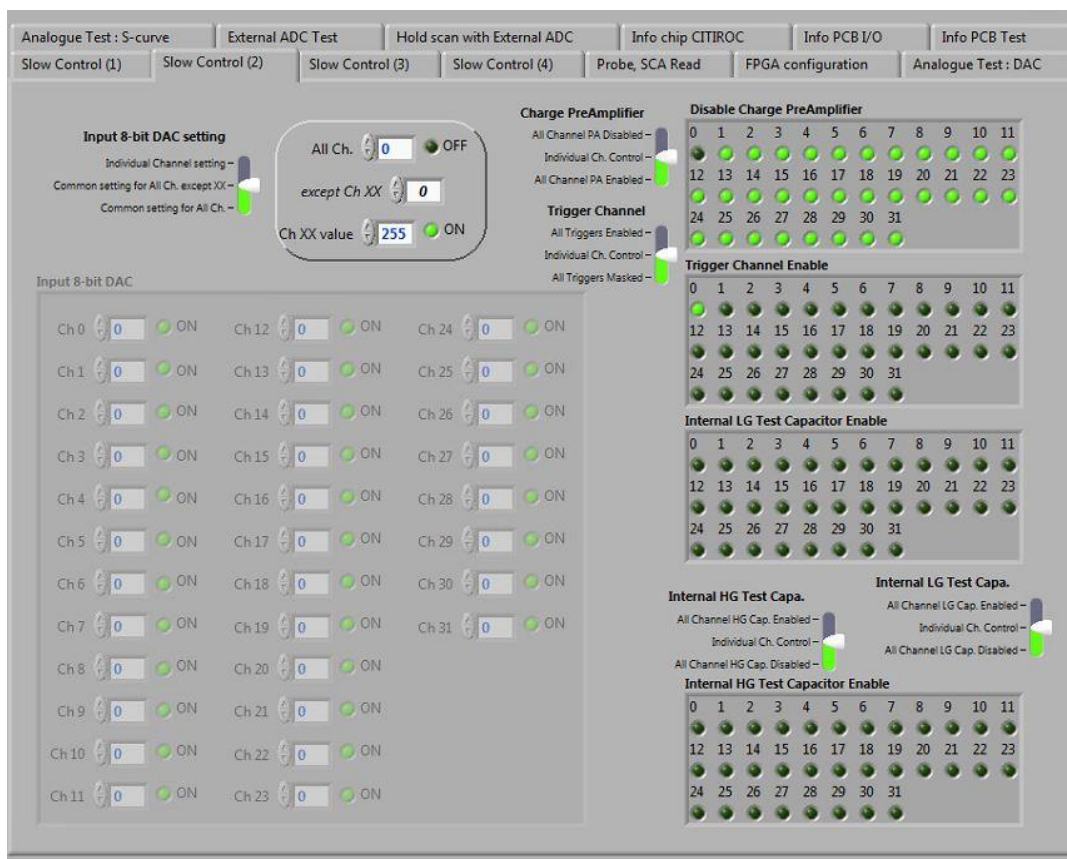 Analogue Test : S-curve External ADC Test Hold scan with External ADC Info chip CITIROC Info PCB I/O Info PCB Test
Slow Control (1) Slow Control (2) Slow Control (3) Slow Control (4) Probe, SCA Read FPGA configuration Analogue Test : DAC
Input 8-bit DAC setting
Individual Channel setting
Common setting for All Ch. except XX
Common setting for All Ch.
All Ch. 0 OFF
except Ch XX 0
Ch XX value 255 ON
Charge PreAmplifier
All Channel PA Disabled
Individual Ch. Control
All Channel PA Enabled
Trigger Channel
All Triggers Enabled
Individual Ch. Control
All Triggers Masked
Disable Charge PreAmplifier
0 1 2 3 4 5 6 7 8 9 10 11
12 13 14 15 16 17 18 19 20 21 22 23
24 25 26 27 28 29 30 31
Trigger Channel Enable
0 1 2 3 4 5 6 7 8 9 10 11
12 13 14 15 16 17 18 19 20 21 22 23
24 25 26 27 28 29 30 31
Input 8-bit DAC
Ch 0 0 ON Ch 12 0 ON Ch 24 0 ON
Ch 1 0 ON Ch 13 0 ON Ch 25 0 ON
Ch 2 0 ON Ch 14 0 ON Ch 26 0 ON
Ch 3 0 ON Ch 15 0 ON Ch 27 0 ON
Ch 4 0 ON Ch 16 0 ON Ch 28 0 ON
Ch 5 0 ON Ch 17 0 ON Ch 29 0 ON
Ch 6 0 ON Ch 18 0 ON Ch 30 0 ON
Ch 7 0 ON Ch 19 0 ON Ch 31 0 ON
Ch 8 0 ON Ch 20 0 ON
Ch 9 0 ON Ch 21 0 ON
Ch 10 0 ON Ch 22 0 ON
Ch 11 0 ON Ch 23 0 ON
Internal LG Test Capacitor Enable
0 1 2 3 4 5 6 7 8 9 10 11
12 13 14 15 16 17 18 19 20 21 22 23
24 25 26 27 28 29 30 31
Internal HG Test Capa.
All Channel HG Cap. Enabled
Individual Ch. Control
All Channel HG Cap. Disabled
Internal LG Test Capa.
All Channel LG Cap. Enabled
Individual Ch. Control
All Channel LG Cap. Disabled
Internal HG Test Capacitor Enable
0 1 2 3 4 5 6 7 8 9 10 11
12 13 14 15 16 17 18 19 20 21 22 23
24 25 26 27 28 29 30 31